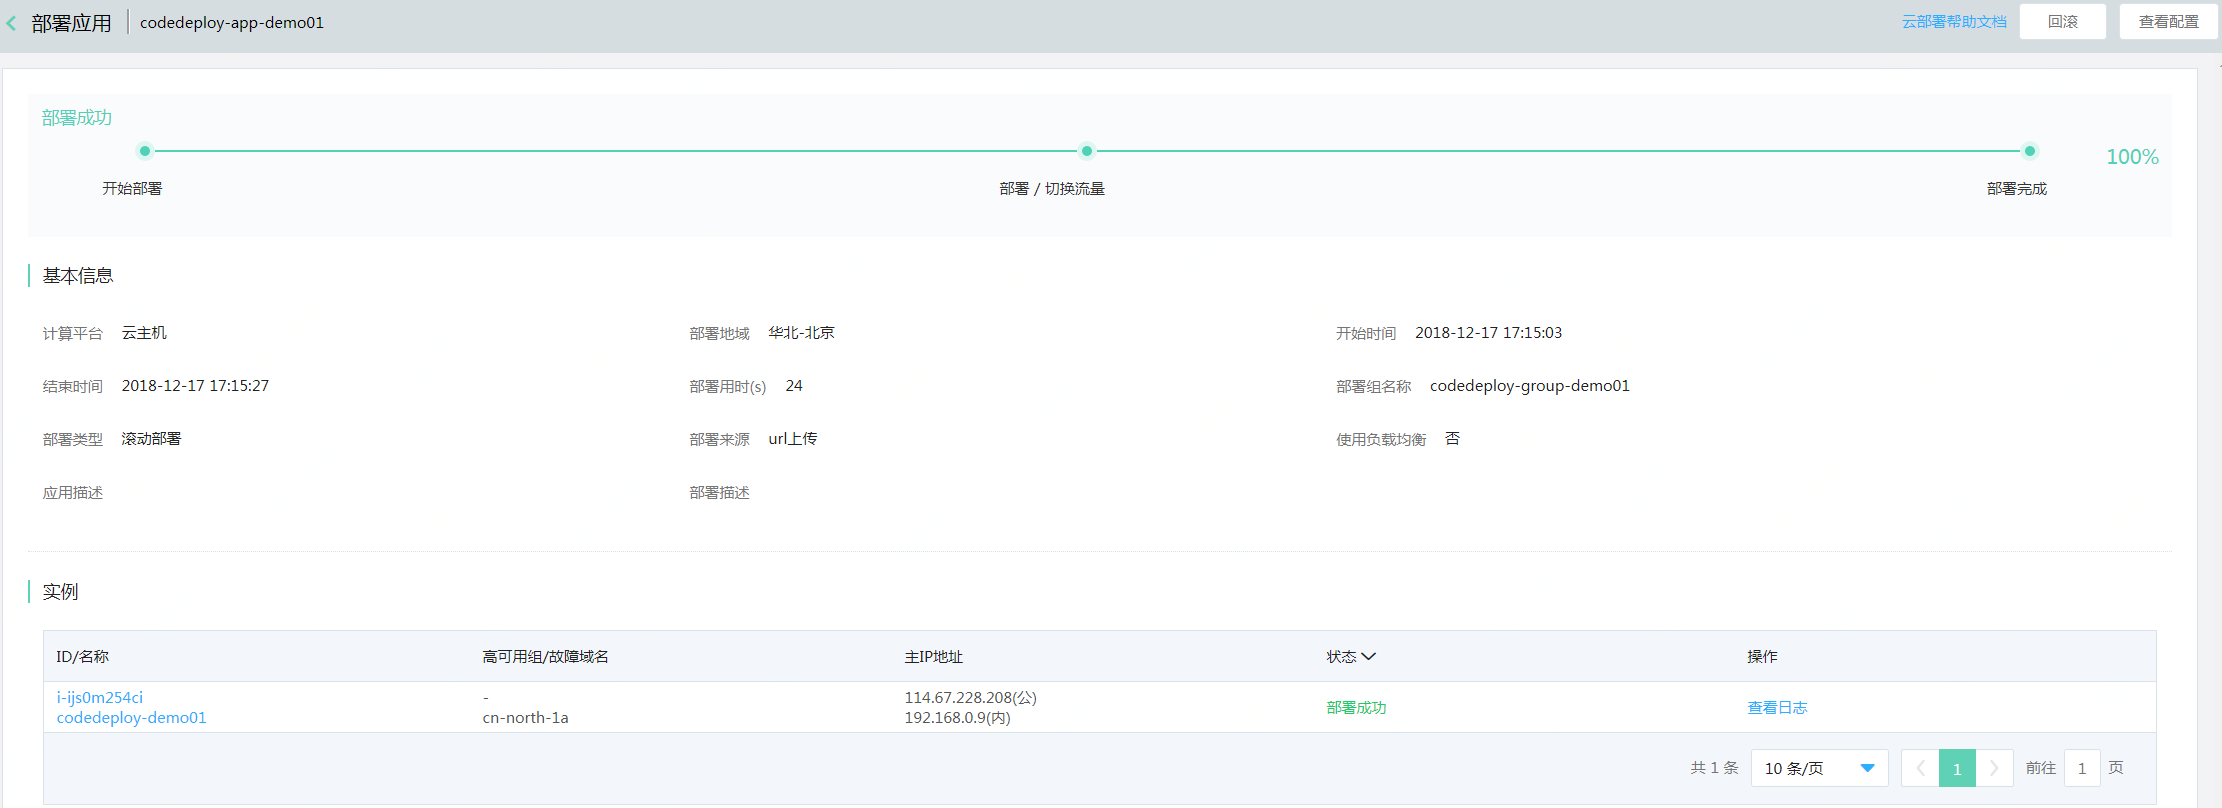 部署应用 codedeploy-app-demo01 云部署帮助文档 回滚 查看配置
部署成功
100%
开始部署 部署 / 切换流量 部署完成
基本信息
计算平台 云主机 部署地域 华北-北京 开始时间 2018-12-17 17:15:03
结束时间 2018-12-17 17:15:27 部署用时(s) 24 部署组名称 codedeploy-group-demo01
部署类型 滚动部署 部署来源 url上传 使用负载均衡 否
应用描述 部署描述
实例
ID/名称 高可用组/故障域名 主IP地址 状态 操作
i-ijs0m254ci - 114.67.228.208(公) 部署成功 查看日志
codedeploy-demo01 cn-north-1a 192.168.0.9(内)
共 1 条 10 条/页 1 前往 1 页